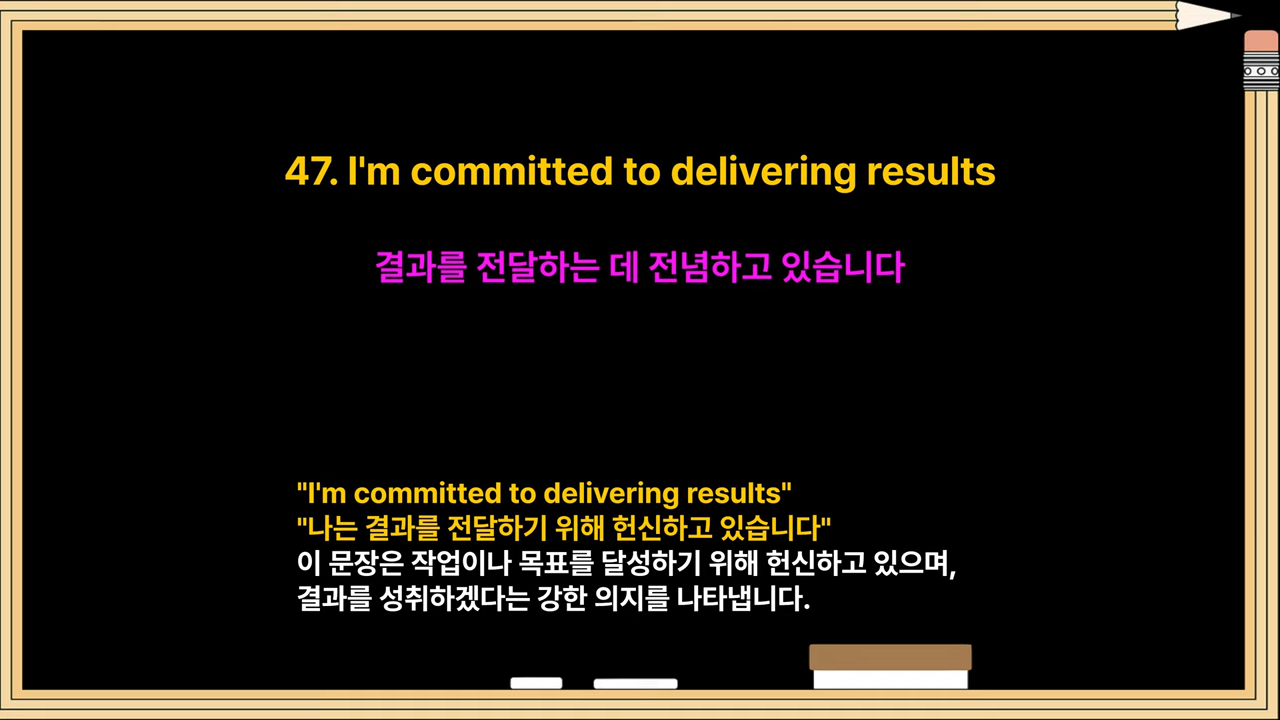 47. I'm committed to delivering results
결과를 전달하는 데 전념하고 있습니다
"I'm committed to delivering results"
"나는 결과를 전달하기 위해 헌신하고 있습니다"
이 문장은 작업이나 목표를 달성하기 위해 헌신하고 있으며,
결과를 성취하겠다는 강한 의지를 나타냅니다.